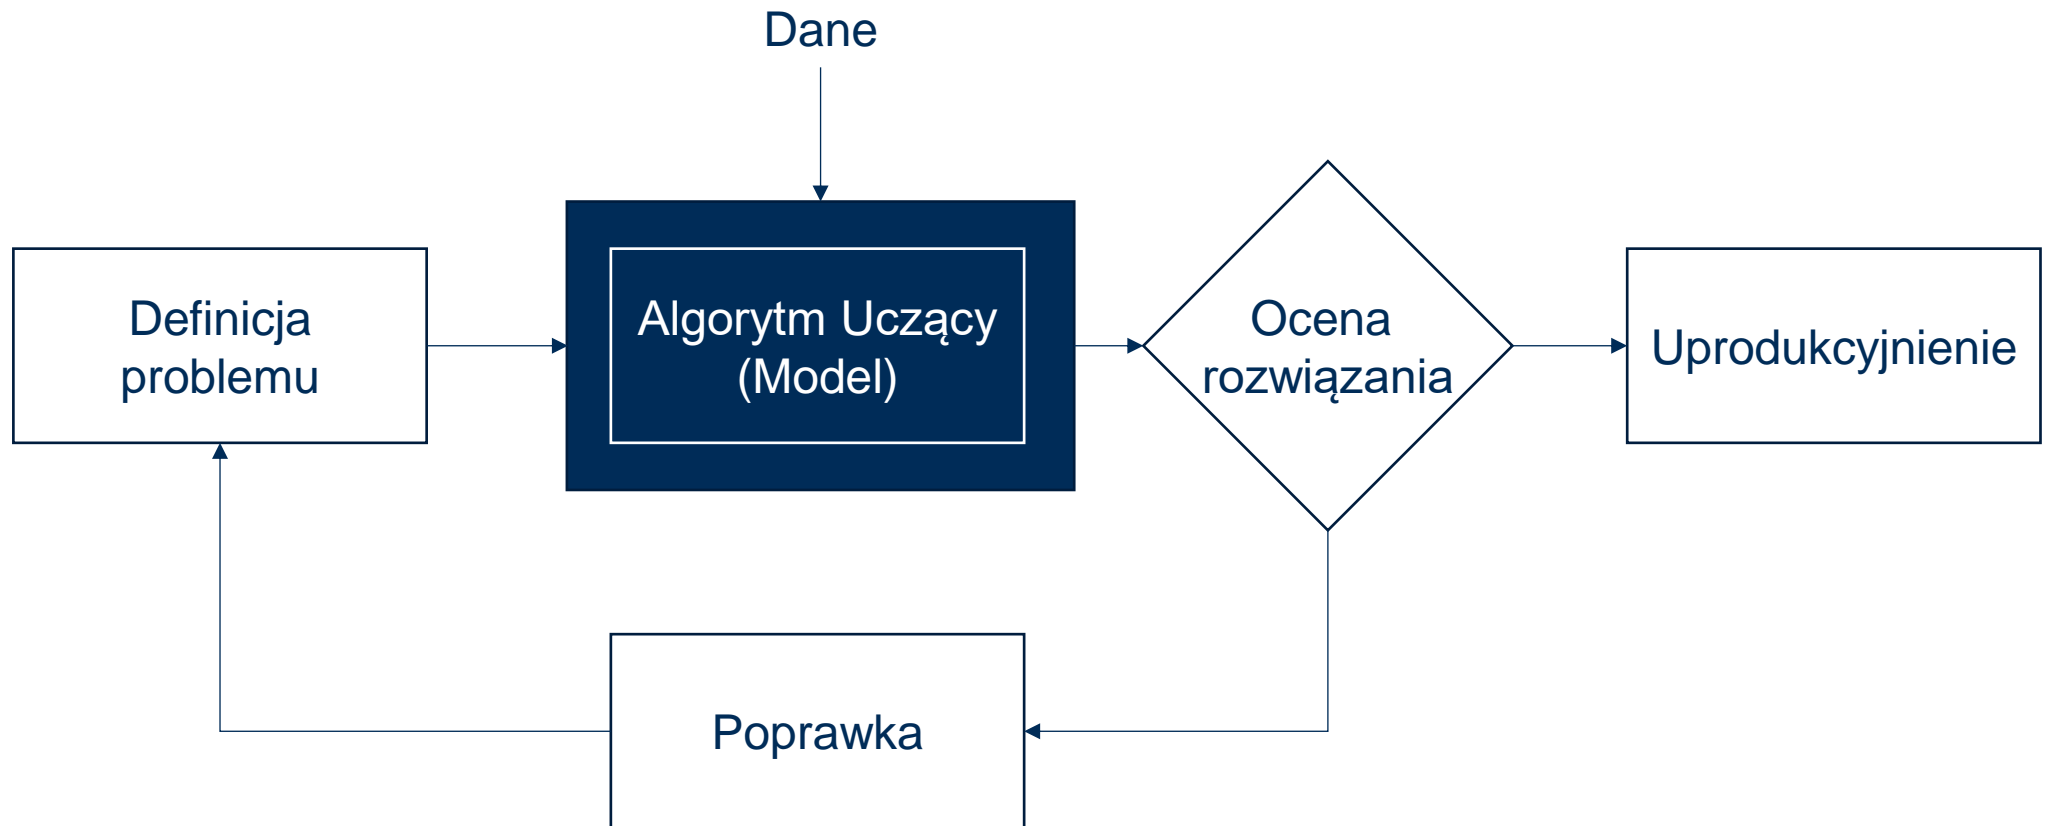 Dane
Definicja
problemu
Algorytm Uczący
(Model)
Ocena
rozwiązania
Uprodukcyjnienie
Poprawka